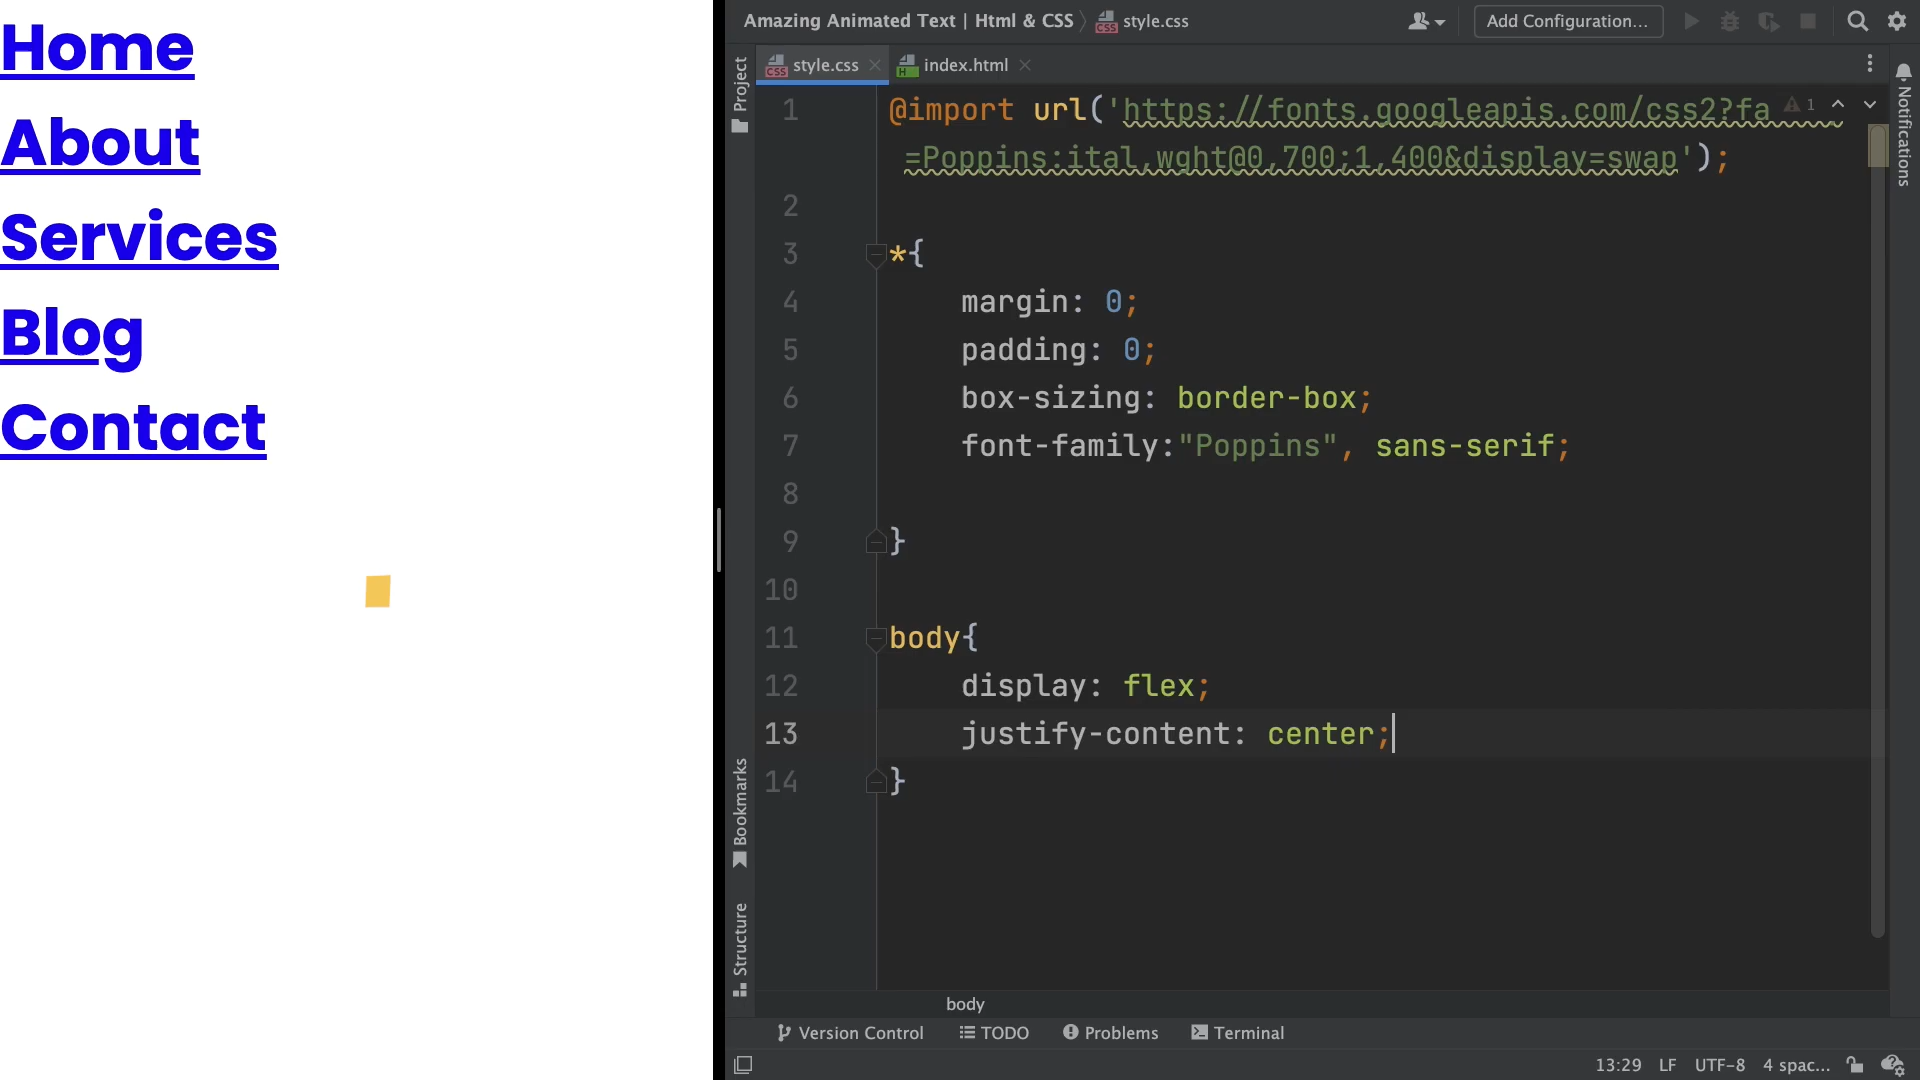 Home
About
Services
Blog
Contact
Amazing Animated Text | Html & CSS
style.css
Add Configuration...
Project
style.css
index.html
Notifications
1
1 @import url('https://fonts.googleapis.com/css2?fa
=Poppins:ital,wght@0,700;1,400&display=swap');
2
3 *{
4 margin: 0;
5 padding: 0;
6 box-sizing: border-box;
7 font-family:"Poppins", sans-serif;
8
9 }
10
11 body{
12 display: flex;
13 justify-content: center;
14 }
Bookmarks
Structure
body
Version Control TODO Problems Terminal
13:29 LF UTF-8 4 spac...